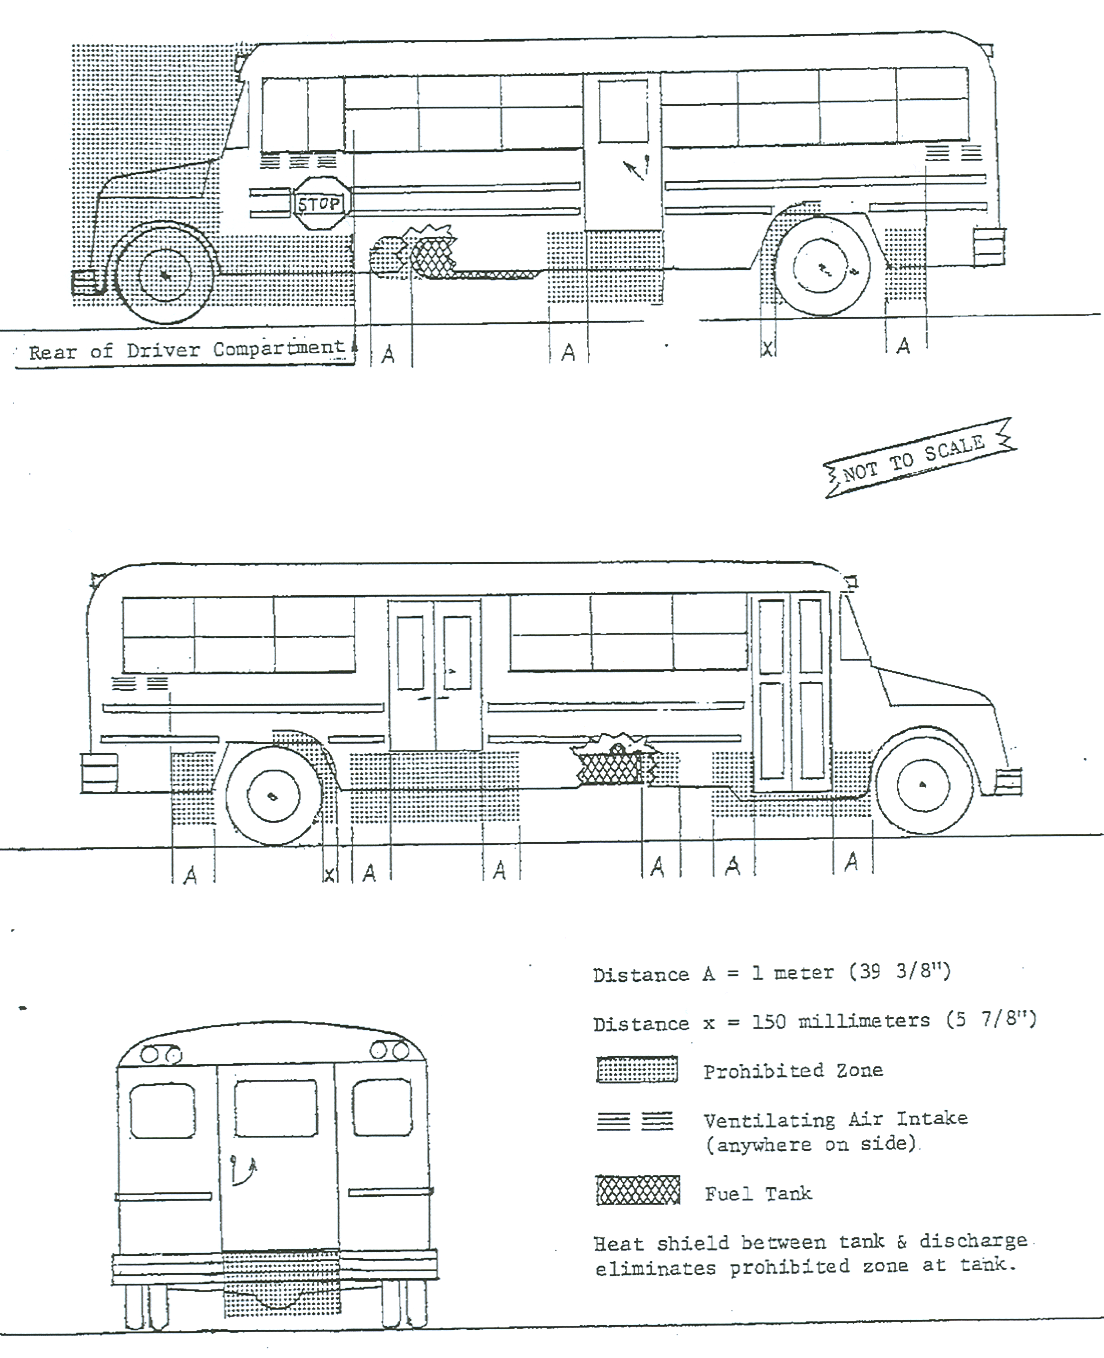 STOP
Rear of Driver Compartment
A
A
X
A
NOT TO SCALE
A
X
A
A
A
A
A
Distance A = 1 meter (39 3/8")
Distance x = 150 millimeters (5 7/8")
Prohibited Zone
Ventilating Air Intake
(anywhere on side)
Fuel Tank
Heat shield between tank & discharge
eliminates prohibited zone at tank.